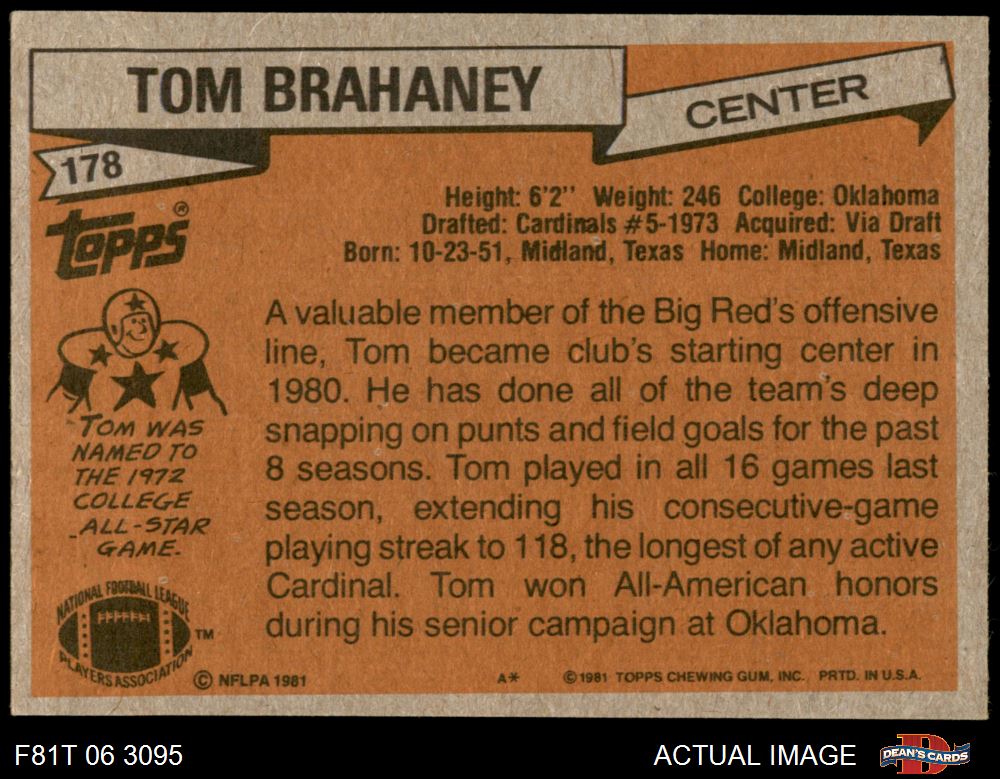 TOM BRAHANEY
CENTER
178
Topps®
Height: 6'2'' Weight: 246 College: Oklahoma
Drafted: Cardinals #5-1973 Acquired: Via Draft
Born: 10-23-51, Midland, Texas Home: Midland, Texas
A valuable member of the Big Red's offensive
line, Tom became club's starting center in
1980. He has done all of the team's deep
snapping on punts and field goals for the past
8 seasons. Tom played in all 16 games last
season, extending his consecutive-game
playing streak to 118, the longest of any active
Cardinal. Tom won All-American honors
during his senior campaign at Oklahoma.
TOM WAS
NAMED TO
THE 1972
COLLEGE
ALL-STAR
GAME.
NATIONAL FOOTBALL LEAGUE
PLAYERS ASSOCIATION
TM
© NFLPA 1981
A*
© 1981 TOPPS CHEWING GUM, INC. PRTD. IN U.S.A.
F81T 06 3095
ACTUAL IMAGE
D
DEAN'S CARDS